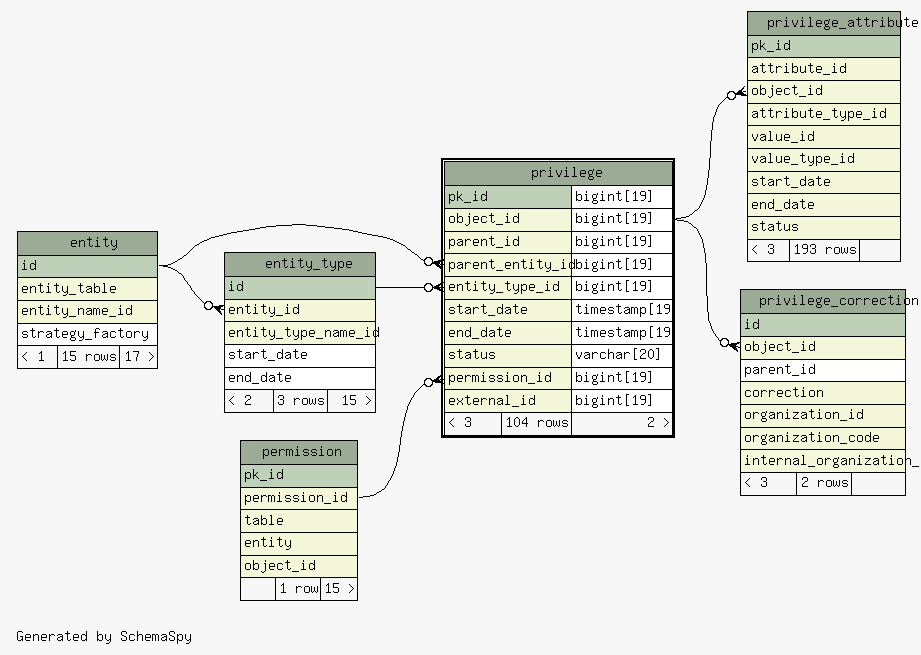 privilege_attribute
pk_id
attribute_id
object_id
attribute_type_id
value_id
value_type_id
start_date
end_date
status
< 3 193 rows
privilege
pk_id bigint[19]
object_id bigint[19]
parent_id bigint[19]
parent_entity_id bigint[19]
entity_type_id bigint[19]
start_date timestamp[19
end_date timestamp[19
status varchar[20]
permission_id bigint[19]
external_id bigint[19]
< 3 104 rows 2 >
entity
id
entity_table
entity_name_id
strategy_factory
< 1 15 rows 17 >
entity_type
id
entity_id
entity_type_name_id
start_date
end_date
< 2 3 rows 15 >
privilege_correction
id
object_id
parent_id
correction
organization_id
organization_code
internal_organization_
< 3 2 rows
permission
pk_id
permission_id
table
entity
object_id
1 row 15 >
Generated by SchemaSpy